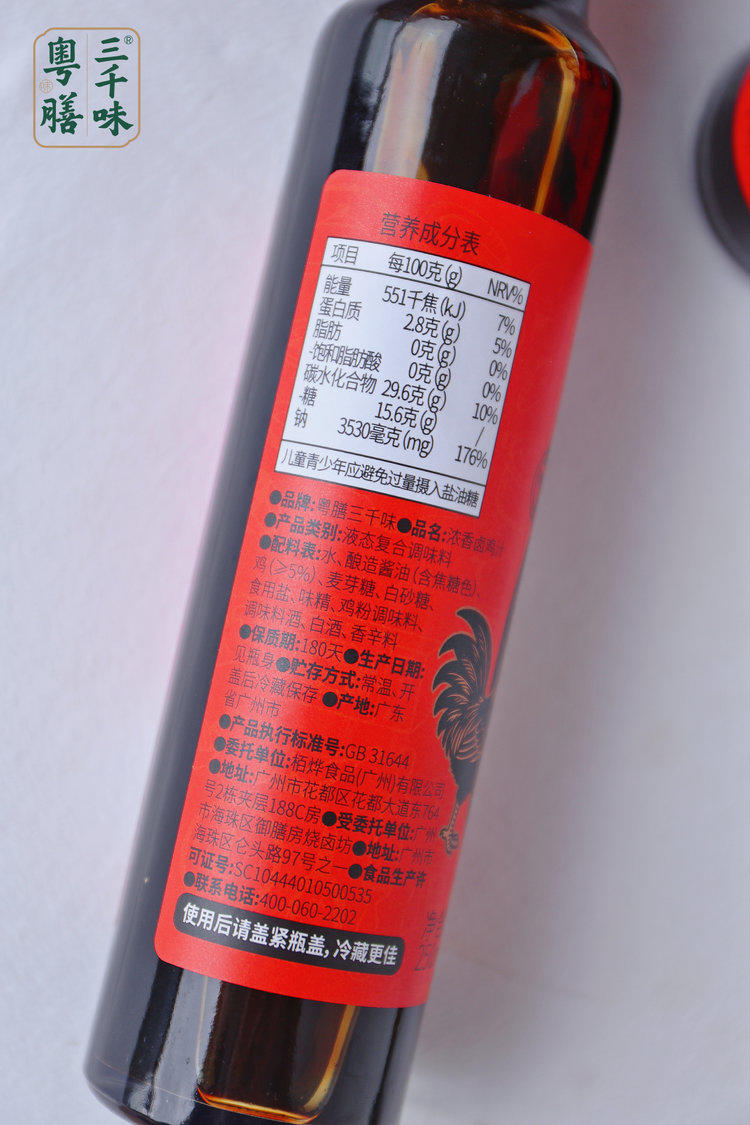 粤膳
三千味®
味
营养成分表
项目 每100克(g) NRV%
能量 551千焦(kJ) 7%
蛋白质 2.8克(g) 5%
脂肪 0克(g) 0%
-饱和脂肪酸 0克(g) 0%
碳水化合物 29.6克(g) 10%
-糖 15.6克(g) /
钠 3530毫克(mg) 176%
儿童青少年应避免过量摄入盐油糖
●品牌:粤膳三千味●品名:浓香卤鸡汁
●产品类别:液态复合调味料
●配料表:水、酿造酱油(含焦糖色)、
鸡(≥5%)、麦芽糖、白砂糖、
食用盐、味精、鸡粉调味料、
调味料酒、白酒、香辛料
●保质期:180天●生产日期:
见瓶身●贮存方式:常温、开
盖后冷藏保存●产地:广东
省广州市
●产品执行标准号:GB 31644
●委托单位:栢烨食品(广州)有限公司
●地址:广州市花都区花都大道东764
号2栋夹层188C房●受委托单位:广州
市海珠区御膳房烧卤坊●地址:广州市
海珠区仑头路97号之一●食品生产许
可证号:SC10444010500535
●联系电话:400-060-2202
使用后请盖紧瓶盖,冷藏更佳
净